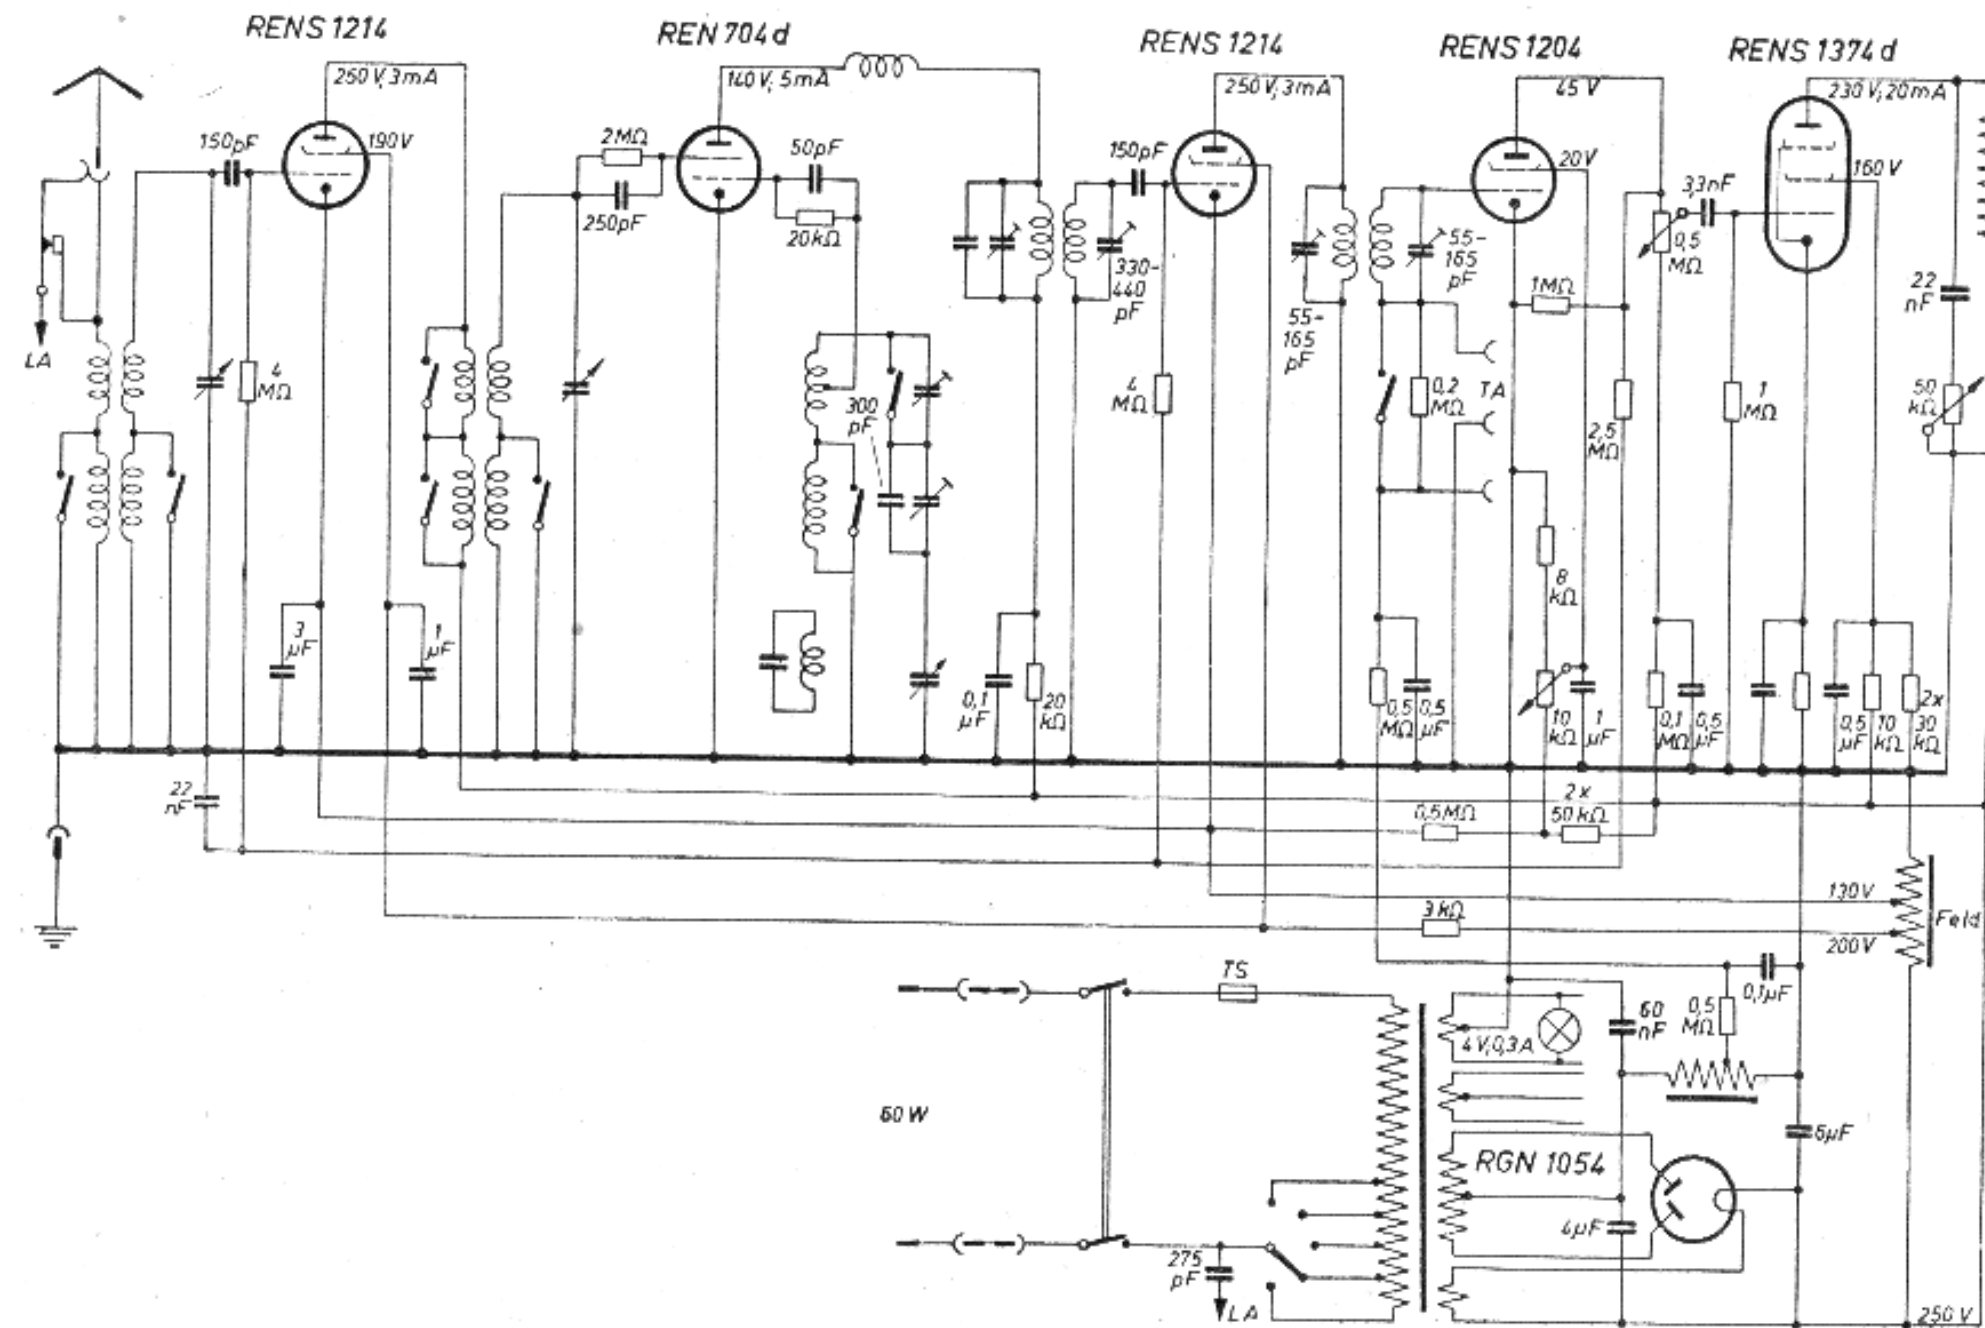 RENS 1214
REN 704 d
RENS 1214
RENS 1204
RENS 1374 d
250 V, 3 mA
140 V, 5 mA
250 V, 3 mA
45 V
230 V, 20 mA
150 pF
190 V
2 MΩ
250 pF
50 pF
20 kΩ
150 pF
20 V
3,3 nF
160 V
0,5
MΩ
330-
440
pF
55-
165
pF
55-
165
pF
1 MΩ
22
nF
LA
4
MΩ
300
pF
4
MΩ
0,2
MΩ
TA
2,5
MΩ
1
MΩ
50
kΩ
8
kΩ
3
µF
1
µF
0,1
µF
20
kΩ
0,5
MΩ
0,5
µF
10
kΩ
1
µF
0,1
MΩ
0,5
µF
0,5
µF
10
kΩ
2x
30
kΩ
22
nF
0,5 MΩ
2x
50 kΩ
130 V
3 kΩ
200 V
Feld
TS
4 V, 0,3 A
60
nF
0,5
MΩ
0,1 µF
60 W
6 µF
RGN 1054
4 µF
275
pF
LA
250 V